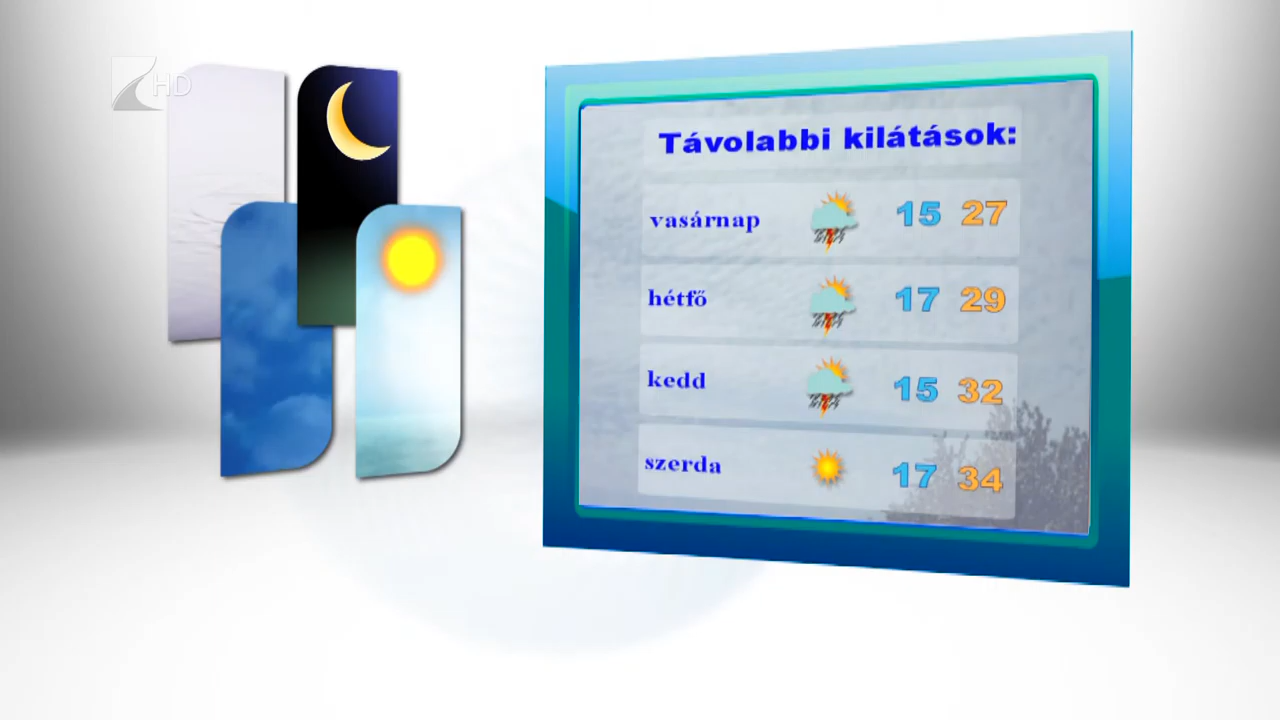 HD
Távolabbi kilátások:
vasárnap 15 27
hétfő 17 29
kedd 15 32
szerda 17 34